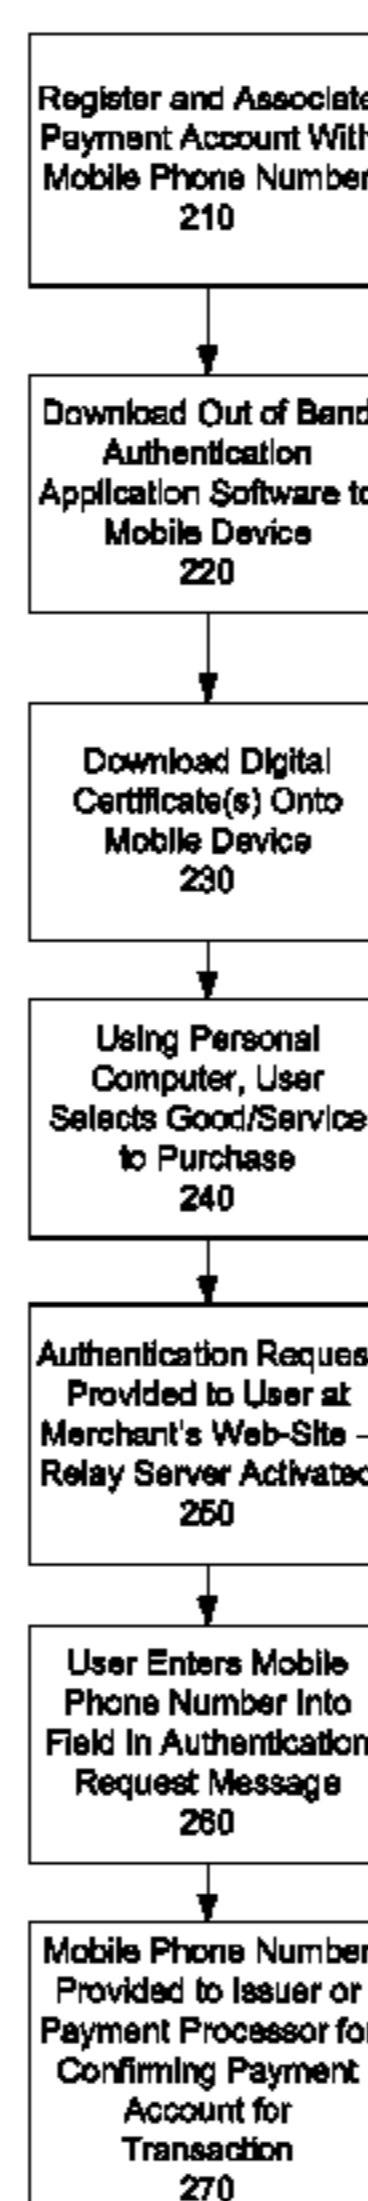 Register and Associate
Payment Account With
Mobile Phone Number
210
Download Out of Band
Authentication
Application Software to
Mobile Device
220
Download Digital
Certificate(s) Onto
Mobile Device
230
Using Personal
Computer, User
Selects Good/Service
to Purchase
240
Authentication Request
Provided to User at
Merchant's Web-Site –
Relay Server Activated
250
User Enters Mobile
Phone Number Into
Field In Authentication
Request Message
260
Mobile Phone Number
Provided to Issuer or
Payment Processor for
Confirming Payment
Account for
Transaction
270